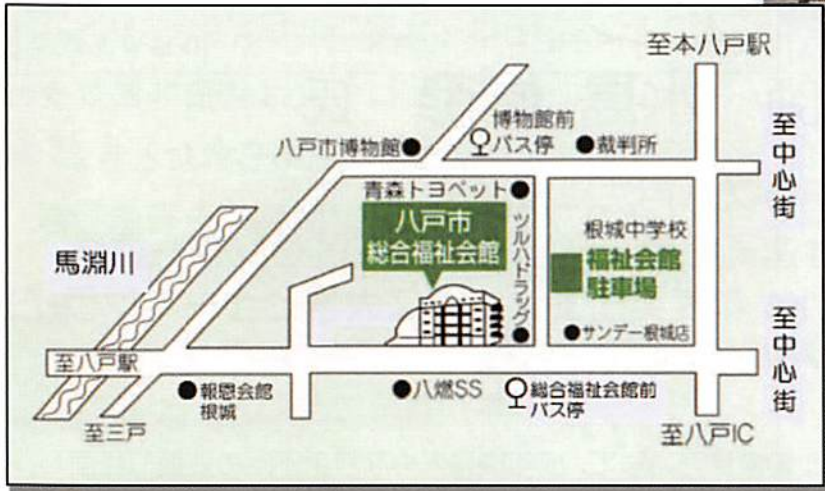 至本八戸駅
博物館前
バス停
裁判所
八戸市博物館
至中心街
青森トヨペット
八戸市
総合福祉会館
ツルハドラッグ
根城中学校
福祉会館
駐車場
馬淵川
サンデー根城店
至中心街
至八戸駅
報恩会館
根城
八燃SS
総合福祉会館前
バス停
至三戸
至八戸IC